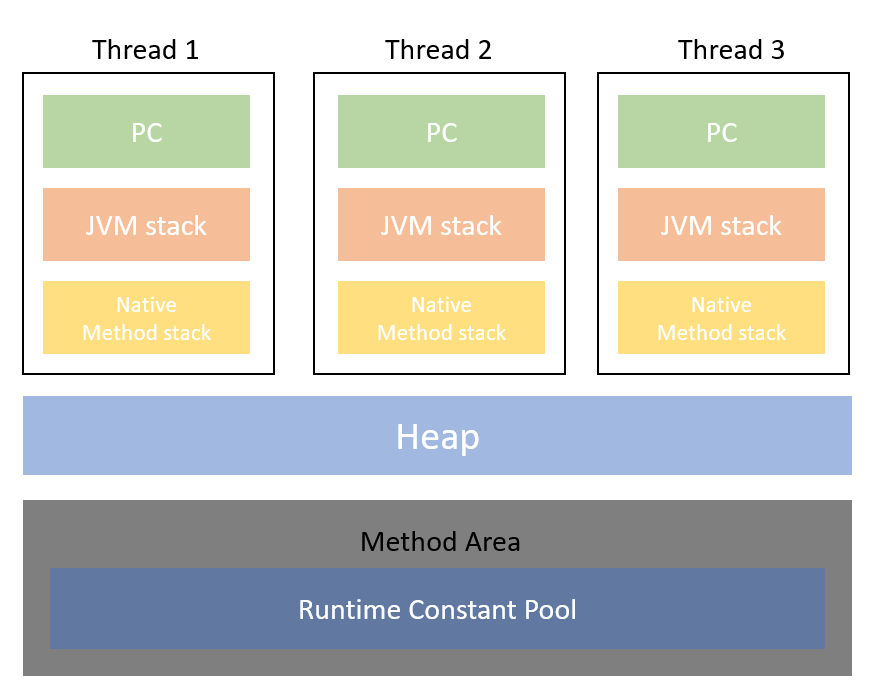 Thread 1
Thread 2
Thread 3
PC
PC
PC
JVM stack
JVM stack
JVM stack
Native
Method stack
Native
Method stack
Native
Method stack
Heap
Method Area
Runtime Constant Pool